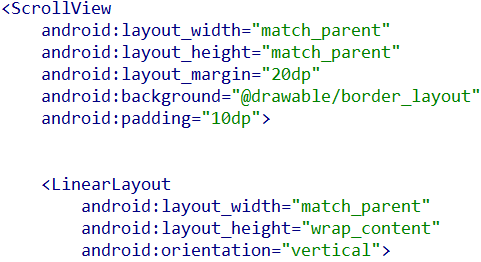 <ScrollView
android:layout_width="match_parent"
android:layout_height="match_parent"
android:layout_margin="20dp"
android:background="@drawable/border_layout"
android:padding="10dp">
<LinearLayout
android:layout_width="match_parent"
android:layout_height="wrap_content"
android:orientation="vertical">